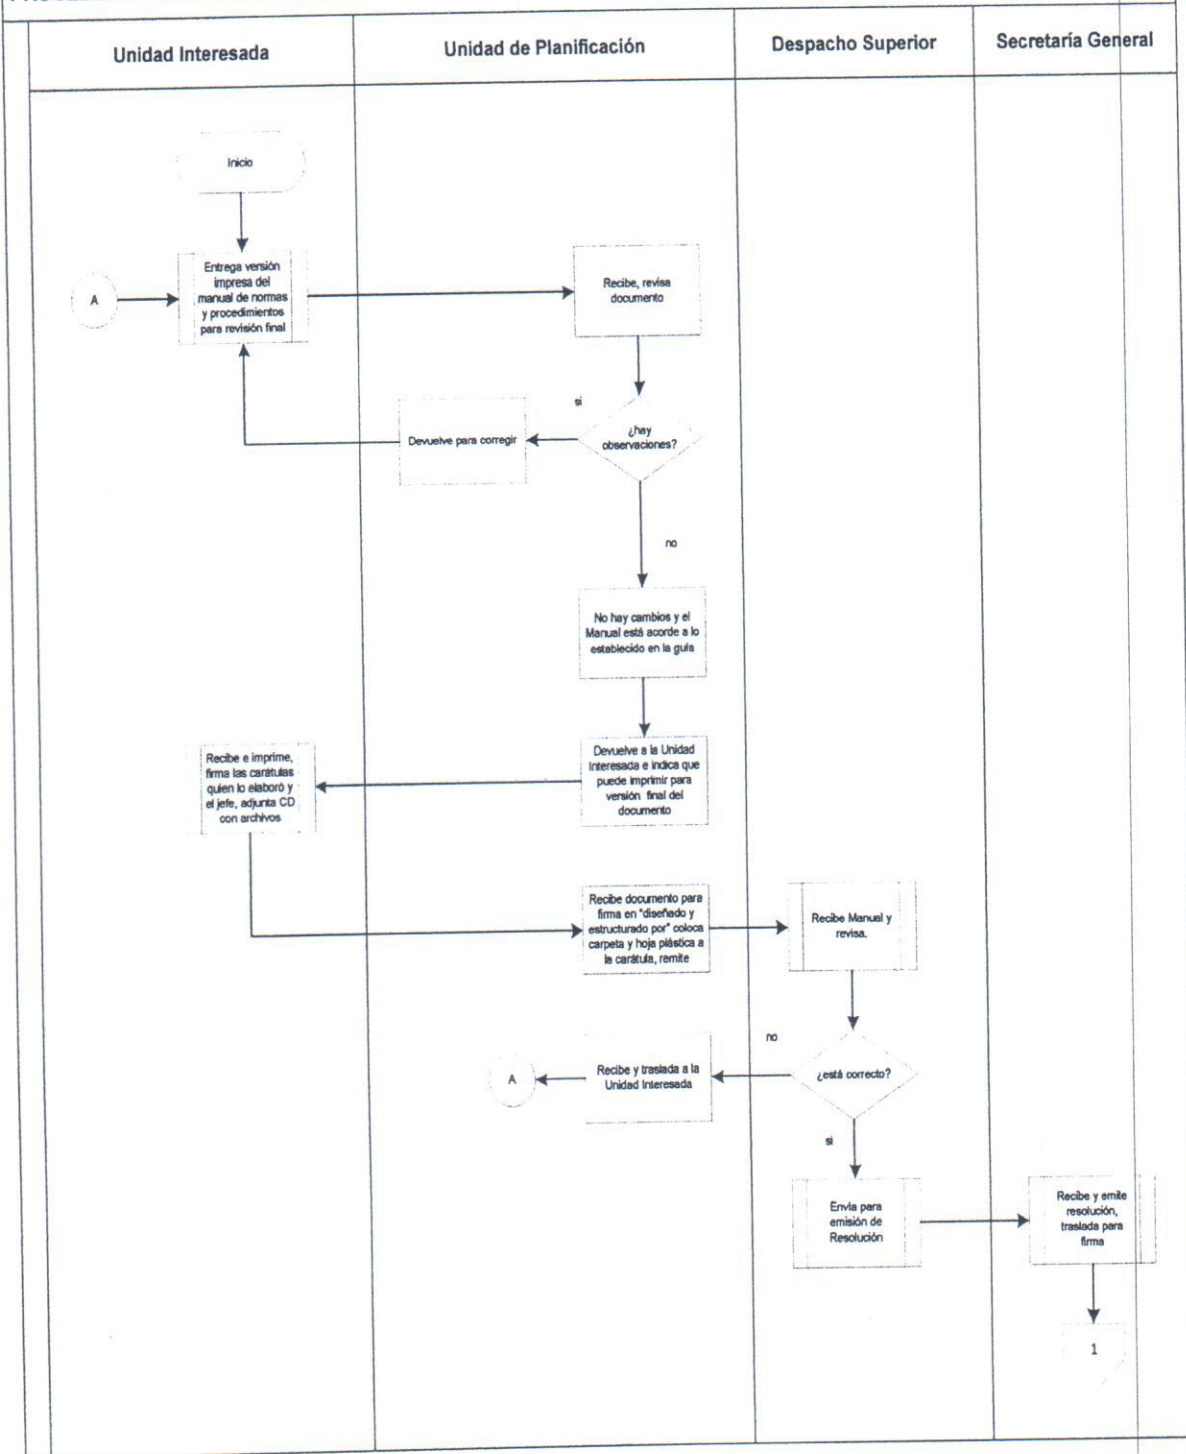 Unidad Interesada
Unidad de Planificación
Despacho Superior
Secretaría General
Inicio
A
Entrega versión
impresa del
manual de normas
y procedimientos
para revisión final
Recibe, revisa
documento
si
¿hay
observaciones?
Devuelve para corregir
no
No hay cambios y el
Manual está acorde a lo
establecido en la guía
Devuelve a la Unidad
Interesada e indica que
puede imprimir para
versión final del
documento
Recibe e imprime,
firma las carátulas
quien lo elaboró y
el jefe, adjunta CD
con archivos
Recibe documento para
firma en "diseñado y
estructurado por" coloca
carpeta y hoja plástica a
la carátula, remite
Recibe Manual y
revisa.
no
¿está correcto?
Recibe y traslada a la
Unidad Interesada
A
si
Envía para
emisión de
Resolución
Recibe y emite
resolución,
traslada para
firma
1